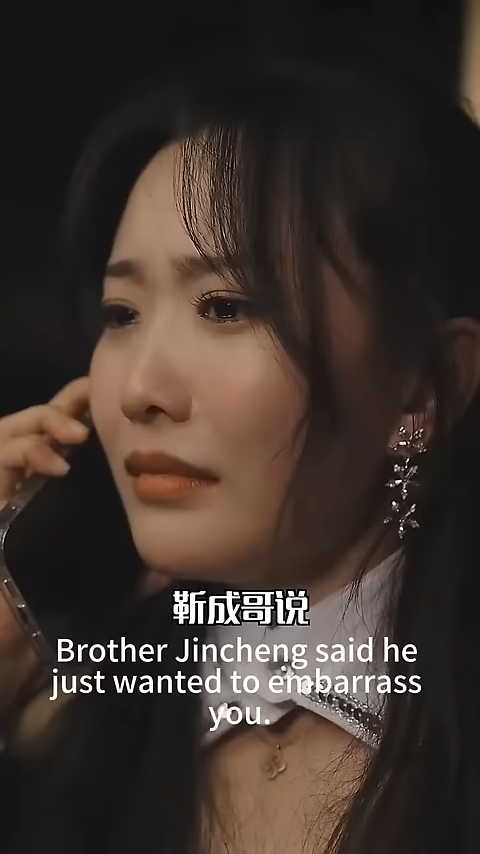 靳成哥说
Brother Jincheng said he
just wanted to embarrass
you.